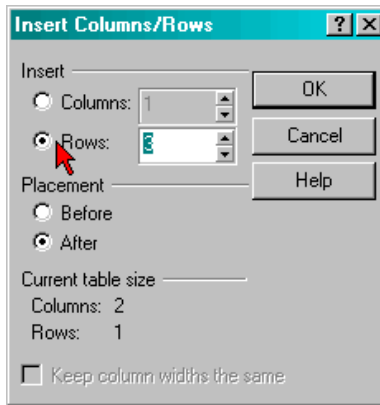 Insert Columns/Rows
Insert
Columns: 1
OK
Rows: 3
Cancel
Placement
Help
Before
After
Current table size
Columns: 2
Rows: 1
Keep column widths the same